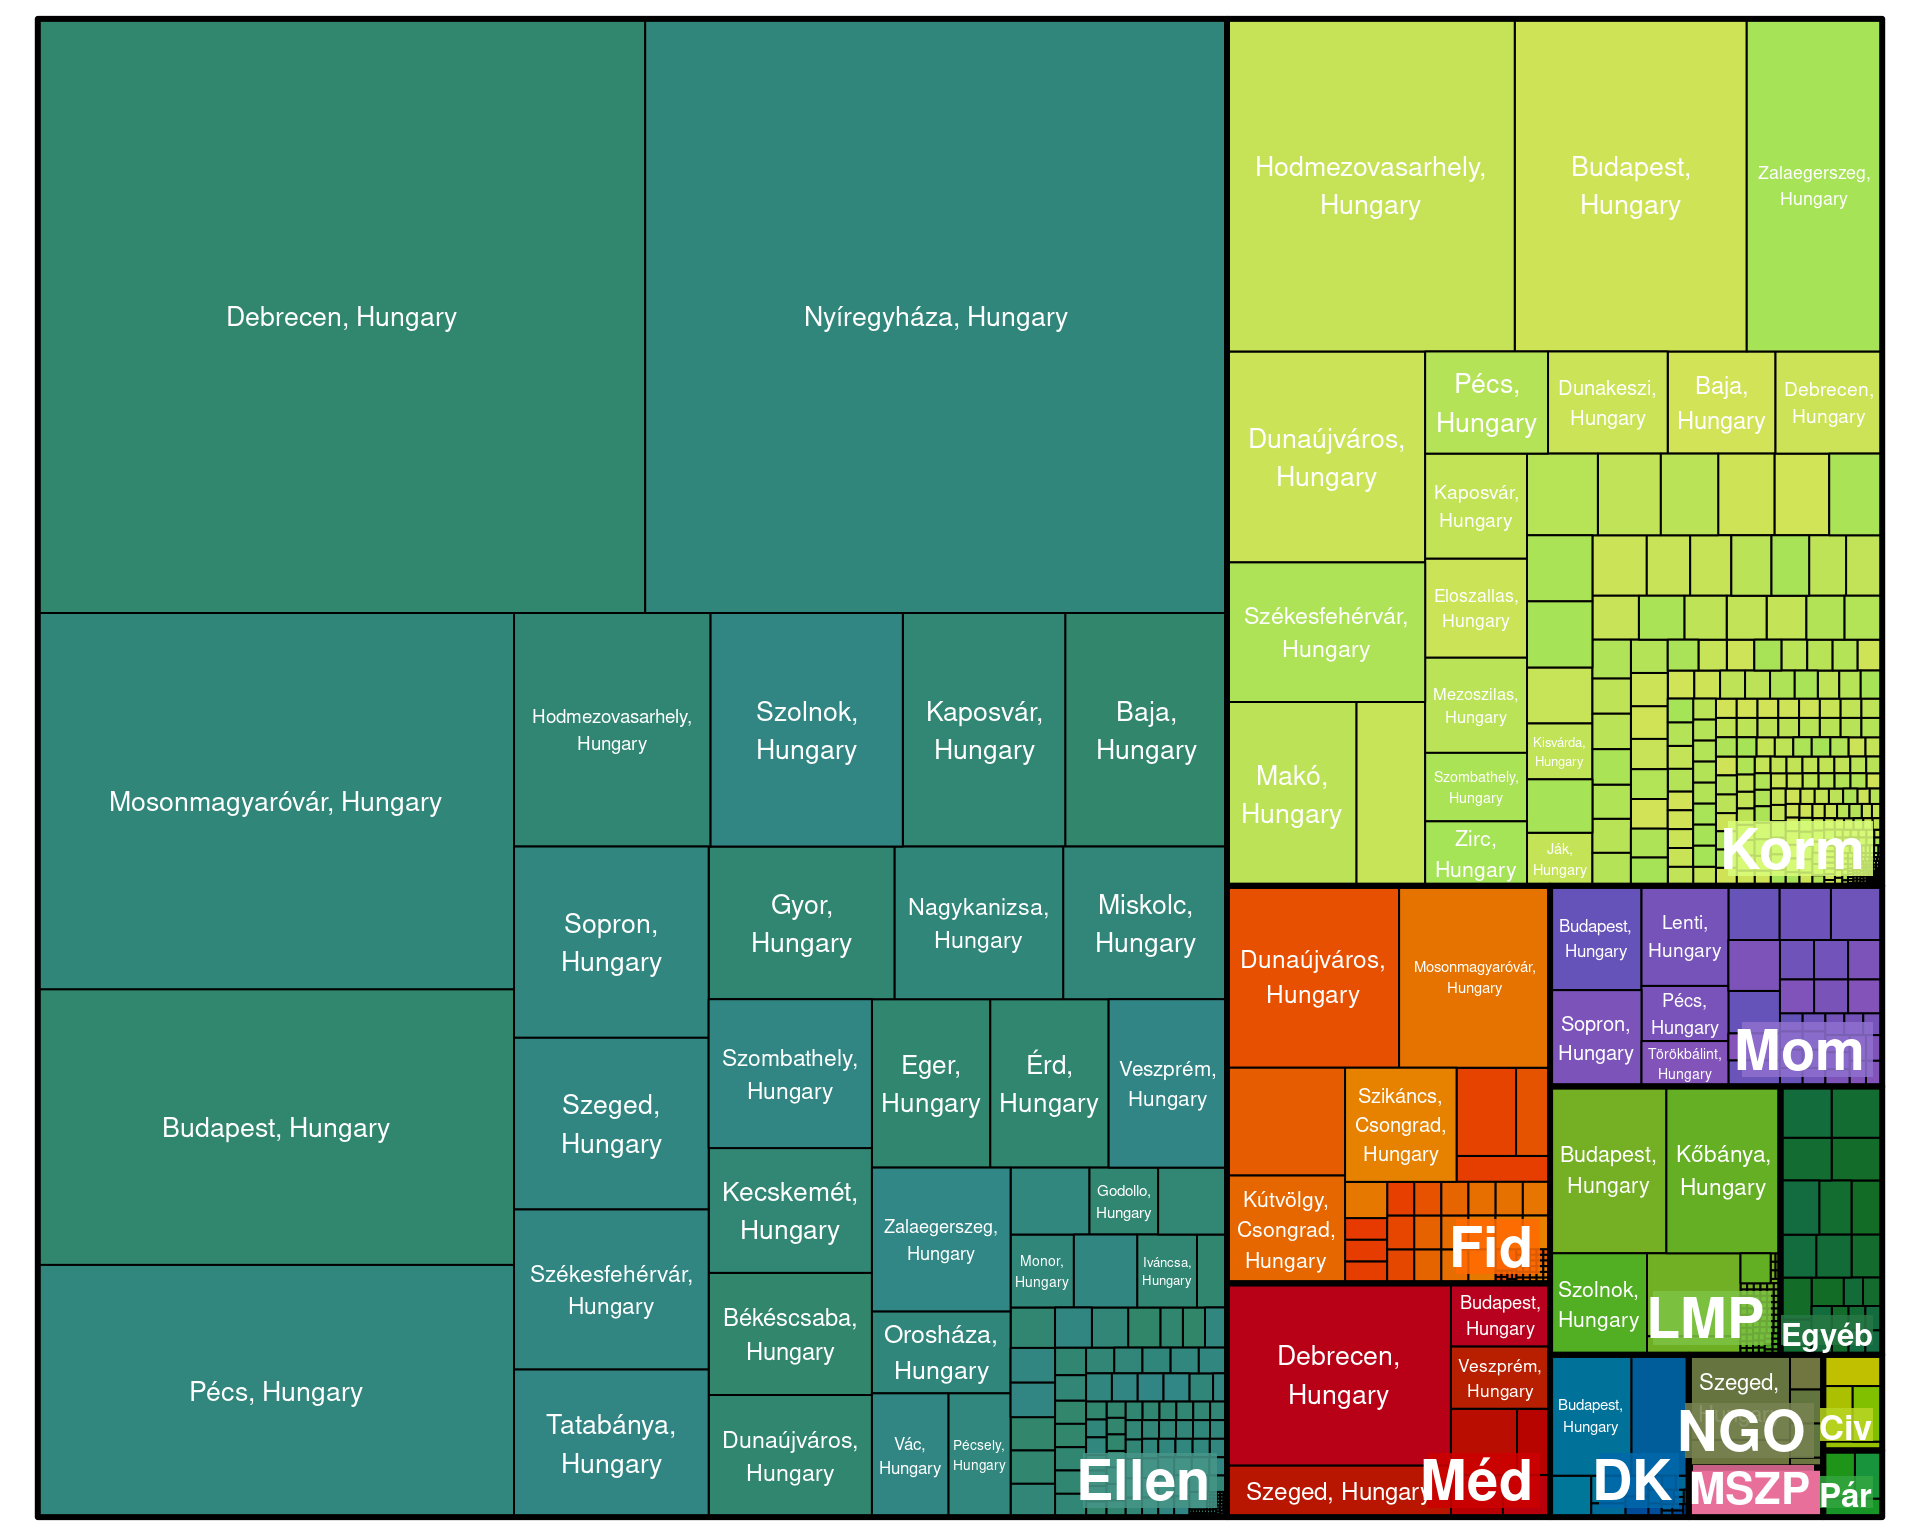 Debrecen, Hungary
Nyíregyháza, Hungary
Mosonmagyaróvár, Hungary
Budapest, Hungary
Pécs, Hungary
Hodmezovasarhely,
Hungary
Szolnok,
Hungary
Kaposvár,
Hungary
Baja,
Hungary
Sopron,
Hungary
Gyor,
Hungary
Nagykanizsa,
Hungary
Miskolc,
Hungary
Szeged,
Hungary
Szombathely,
Hungary
Eger,
Hungary
Érd,
Hungary
Veszprém,
Hungary
Székesfehérvár,
Hungary
Kecskemét,
Hungary
Zalaegerszeg,
Hungary
Godollo,
Hungary
Monor,
Hungary
Iváncsa,
Hungary
Békéscsaba,
Hungary
Orosháza,
Hungary
Tatabánya,
Hungary
Dunaújváros,
Hungary
Vác,
Hungary
Pécsely,
Hungary
Ellen
Hodmezovasarhely,
Hungary
Budapest,
Hungary
Zalaegerszeg,
Hungary
Dunaújváros,
Hungary
Pécs,
Hungary
Dunakeszi,
Hungary
Baja,
Hungary
Debrecen,
Hungary
Kaposvár,
Hungary
Székesfehérvár,
Hungary
Eloszallas,
Hungary
Mezoszilas,
Hungary
Kisvárda,
Hungary
Makó,
Hungary
Szombathely,
Hungary
Zirc,
Hungary
Ják,
Hungary
Korm
Dunaújváros,
Hungary
Mosonmagyaróvár,
Hungary
Szikáncs,
Csongrad,
Hungary
Kútvölgy,
Csongrad,
Hungary
Fid
Budapest,
Hungary
Lenti,
Hungary
Sopron,
Hungary
Pécs,
Hungary
Törökbálint,
Hungary
Mom
Budapest,
Hungary
Kőbánya,
Hungary
Szolnok,
Hungary
LMP
Egyéb
Debrecen,
Hungary
Budapest,
Hungary
Veszprém,
Hungary
Szeged, Hungary
Méd
Budapest,
Hungary
DK
Szeged,
Hungary
NGO
Civ
MSZP
Pár